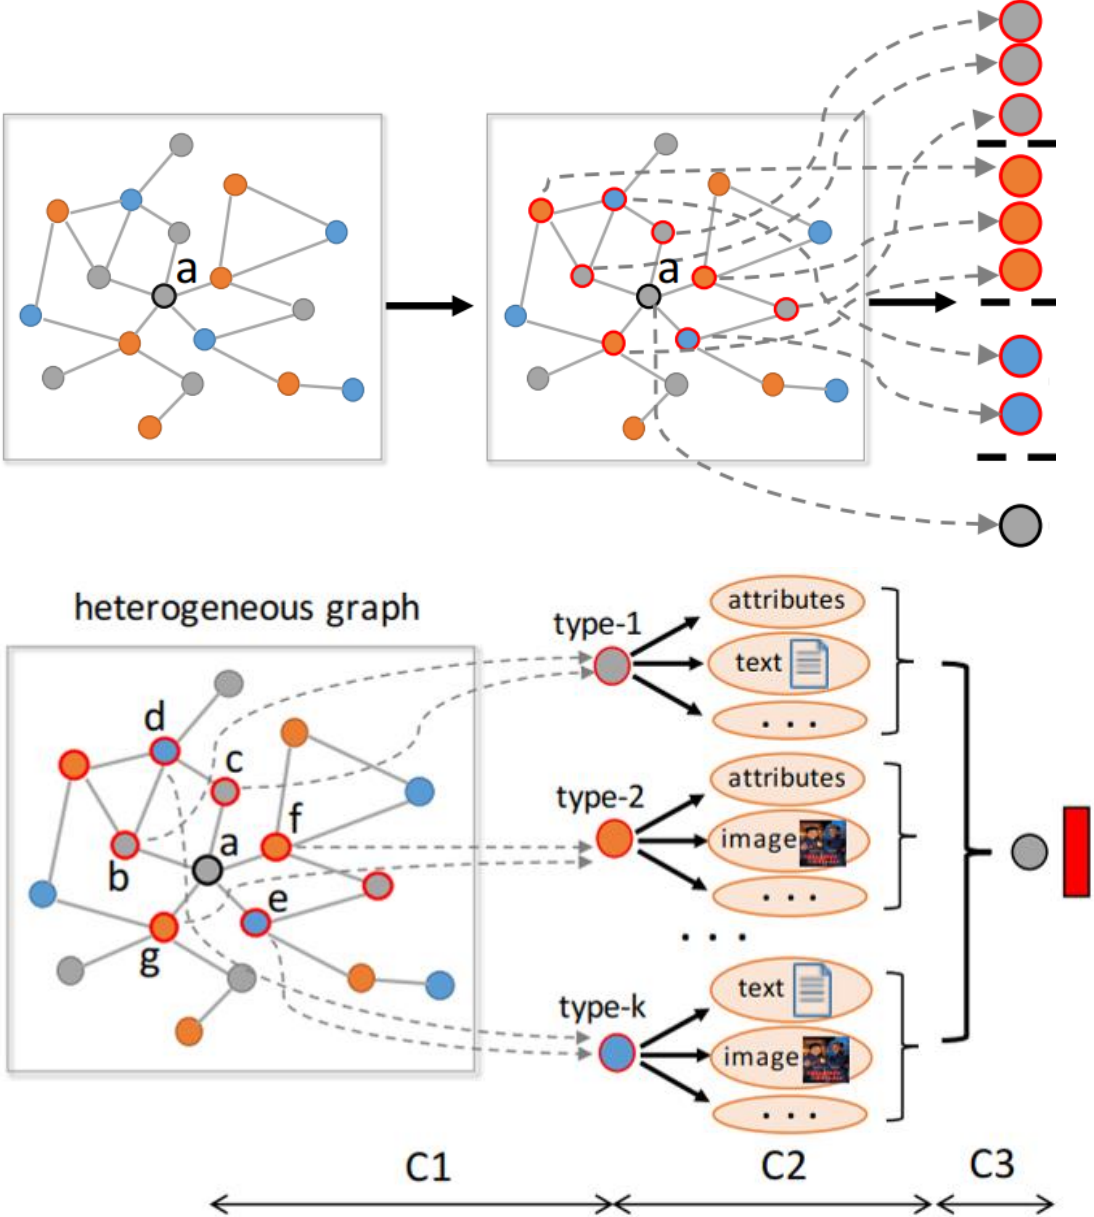 a
a
heterogeneous graph
type-1
attributes
text
. . .
d
c
f
a
b
e
g
type-2
attributes
image
. . .
. . .
type-k
text
image
. . .
C1
C2
C3